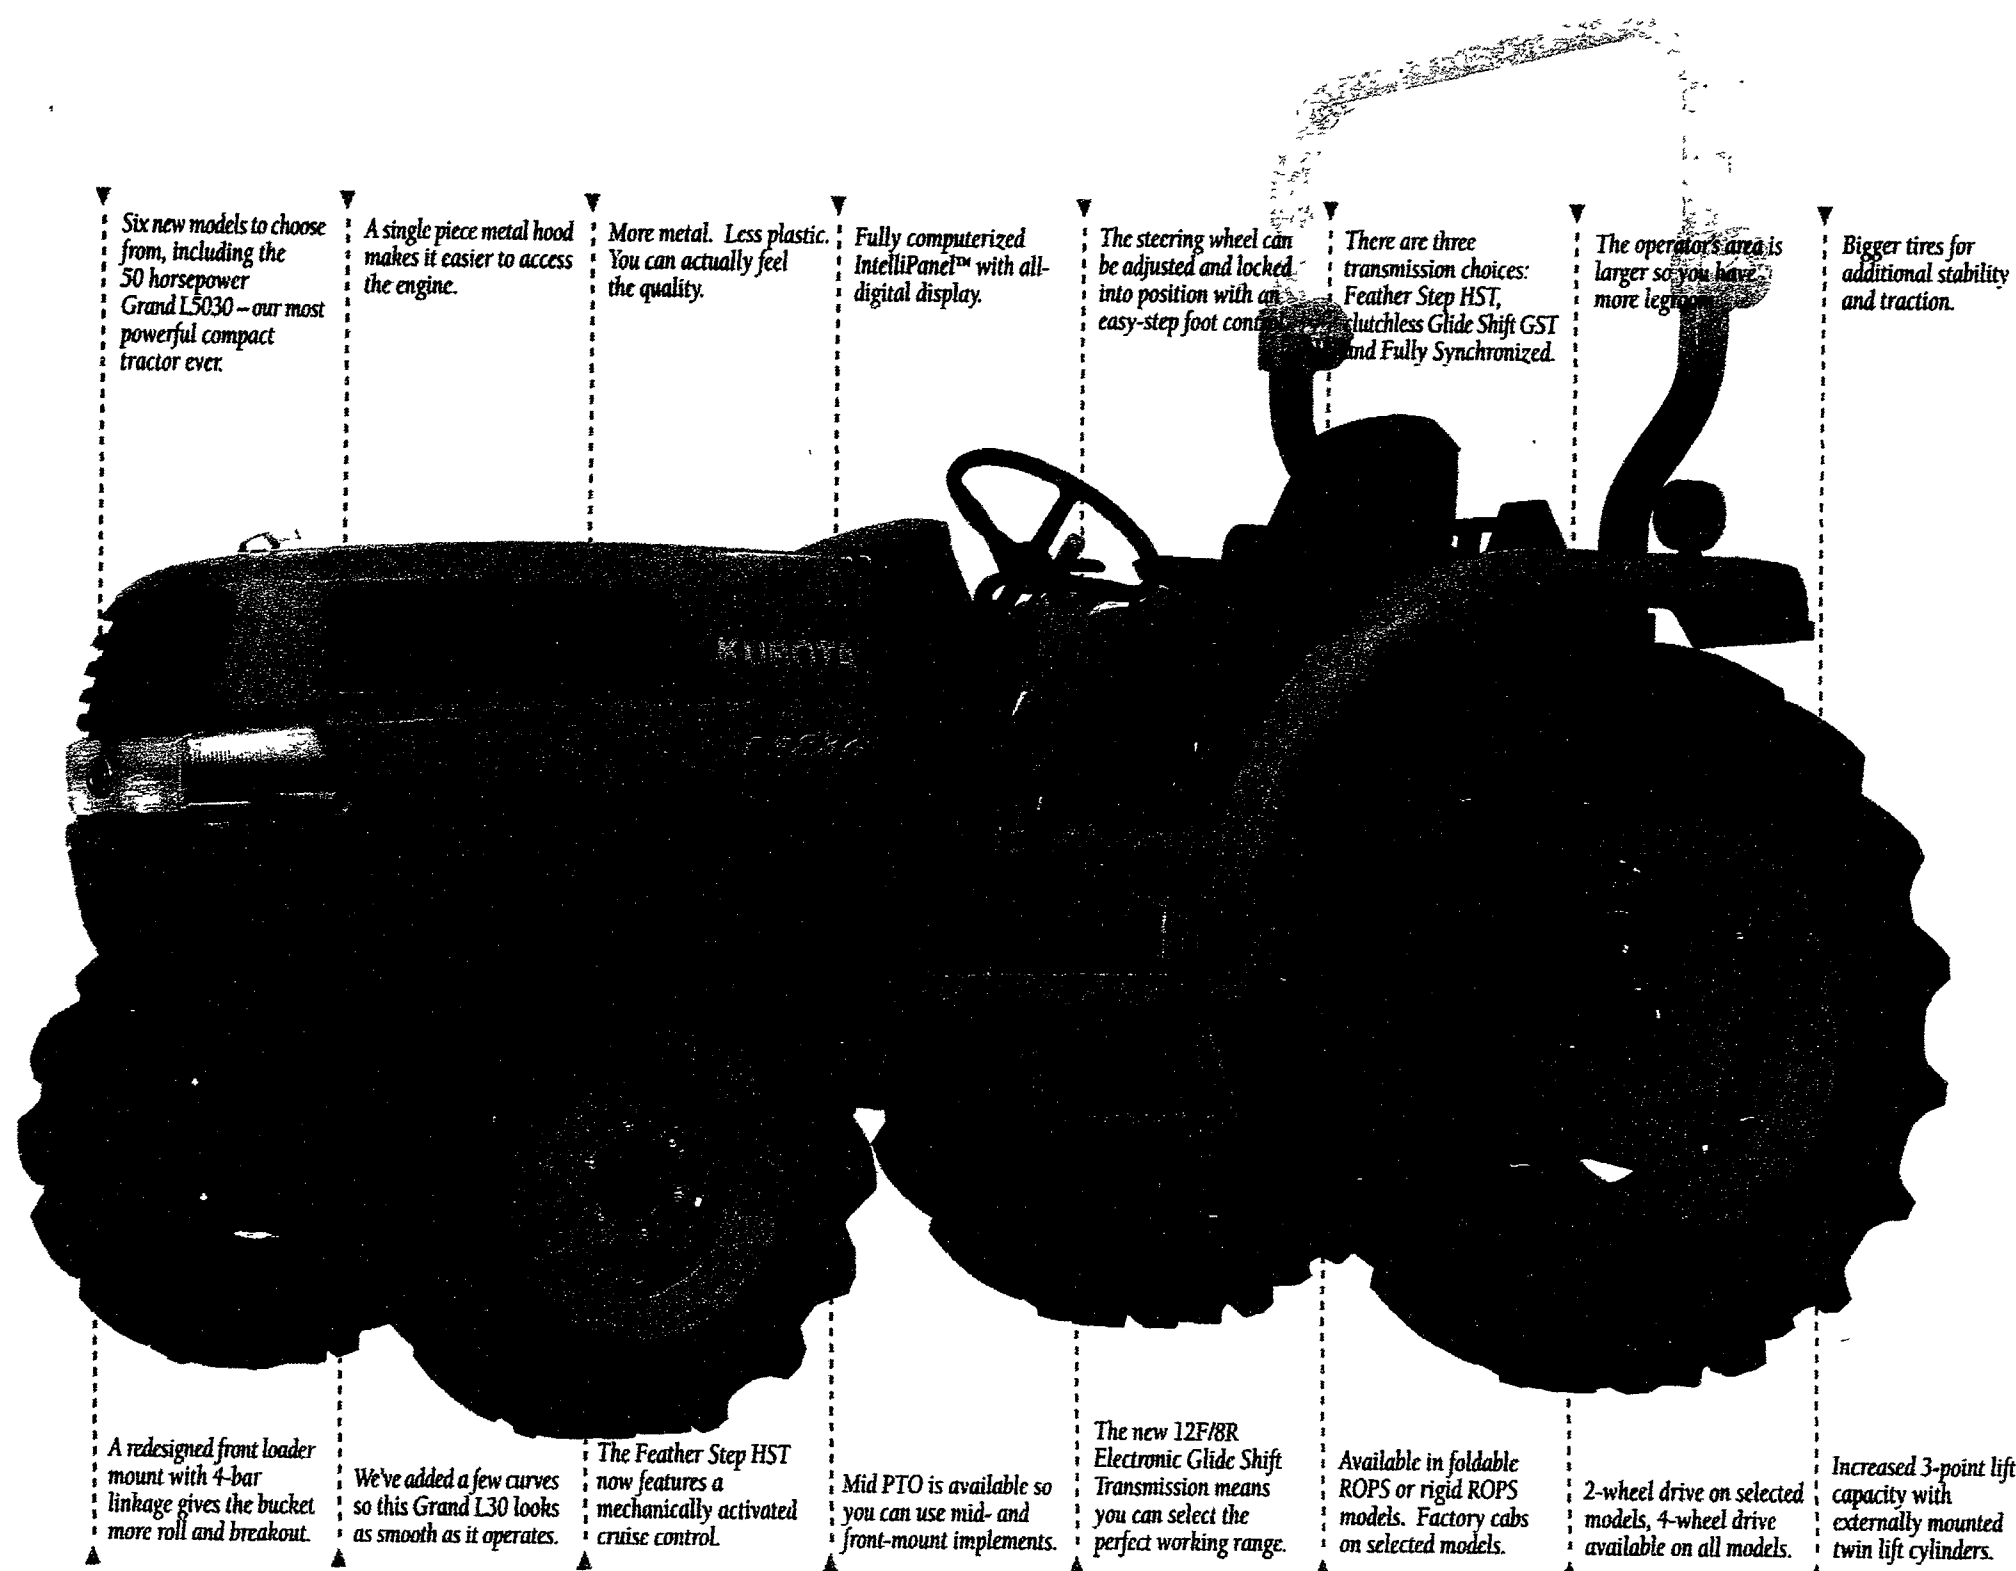 Six new models to choose
from, including the
50 horsepower
Grand L5030 – our most
powerful compact
tractor ever.
A single piece metal hood
makes it easier to access
the engine.
More metal. Less plastic.
You can actually feel
the quality.
Fully computerized
IntelliPanel™ with all-
digital display.
The steering wheel can
be adjusted and locked
into position with an
easy-step foot control.
There are three
transmission choices:
Feather Step HST,
clutchless Glide Shift GST
and Fully Synchronized.
The operator's area is
larger so you have
more legroom.
Bigger tires for
additional stability
and traction.
KUBOTA
A redesigned front loader
mount with 4-bar
linkage gives the bucket
more roll and breakout.
We've added a few curves
so this Grand L30 looks
as smooth as it operates.
The Feather Step HST
now features a
mechanically activated
cruise control.
Mid PTO is available so
you can use mid- and
front-mount implements.
The new 12F/8R
Electronic Glide Shift
Transmission means
you can select the
perfect working range.
Available in foldable
ROPS or rigid ROPS
models. Factory cabs
on selected models.
2-wheel drive on selected
models, 4-wheel drive
available on all models.
Increased 3-point lift
capacity with
externally mounted
twin lift cylinders.